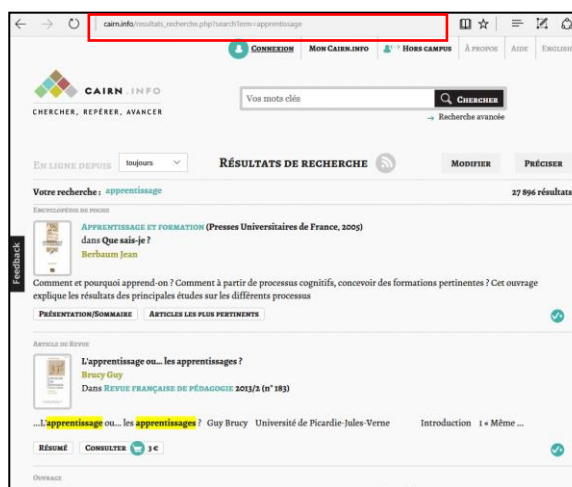 cairn.info/resultats_recherche.php?searchTerm=apprentissage
CONNEXION MON CAIRN.INFO HORS CAMPUS À PROPOS AIDE ENGLISH
CAIRN.INFO
CHERCHER, REPÉRER, AVANCER
Vos mots clés
CHERCHER
→ Recherche avancée
EN LIGNE DEPUIS toujours RÉSULTATS DE RECHERCHE MODIFIER PRÉCISER
Votre recherche : apprentissage 27 896 résultats
ENCYCLOPÉDIE DE POCHE
APPRENTISSAGE ET FORMATION (Presses Universitaires de France, 2005)
dans Que sais-je ?
Berbaum Jean
Feedback
Comment et pourquoi apprend-on ? Comment à partir de processus cognitifs, concevoir des formations pertinentes ? Cet ouvrage
explique les résultats des principales études sur les différents processus
PRÉSENTATION/SOMMAIRE ARTICLES LES PLUS PERTINENTS
ARTICLE DE REVUE
L'apprentissage ou... les apprentissages ?
Brucy Guy
Dans REVUE FRANÇAISE DE PÉDAGOGIE 2013/2 (n° 183)
...L'apprentissage ou... les apprentissages ? Guy Brucy Université de Picardie-Jules-Verne Introduction 1 « Même ...
RÉSUMÉ CONSULTER 3 €
OUVRAGE